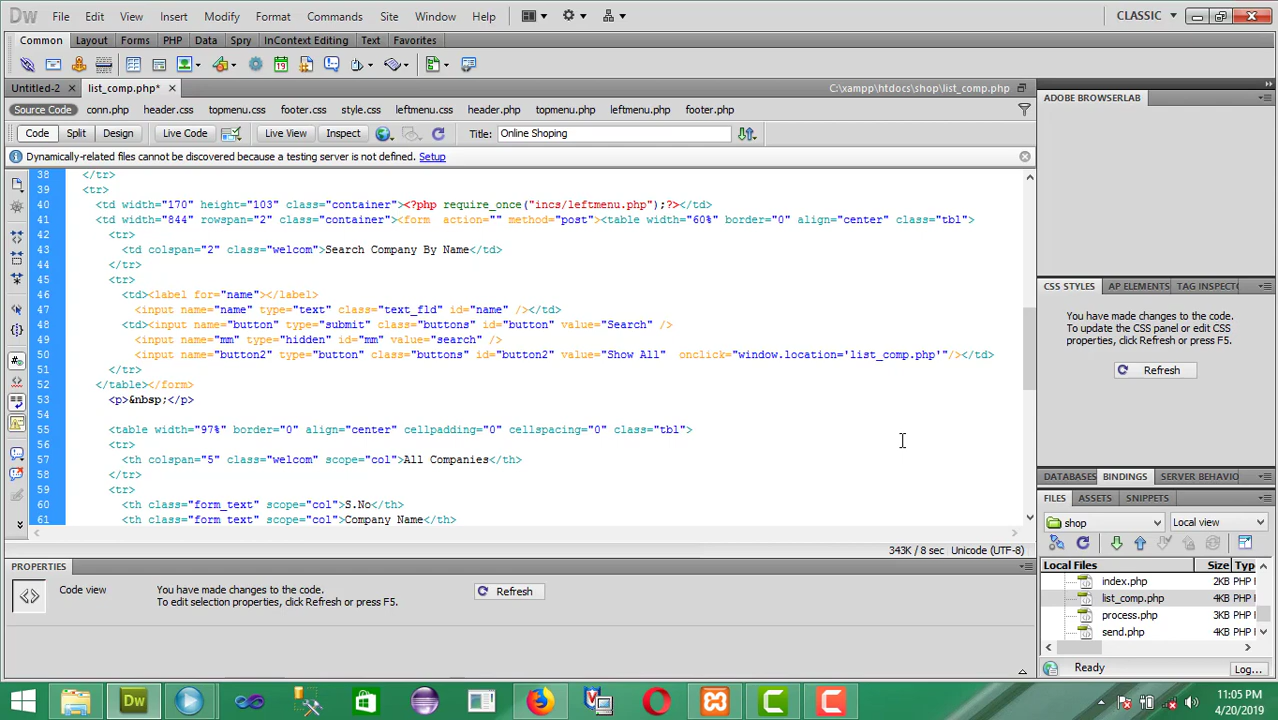 Dw File Edit View Insert Modify Format Commands Site Window Help CLASSIC
Common Layout Forms PHP Data Spry InContext Editing Text Favorites
Untitled-2 list_comp.php* C:\xampp\htdocs\shop\list_comp.php
Source Code conn.php header.css topmenu.css footer.css style.css leftmenu.css header.php topmenu.php leftmenu.php footer.php
Code Split Design Live Code Live View Inspect Title: Online Shoping
Dynamically-related files cannot be discovered because a testing server is not defined. Setup
38 </tr>
39 <tr>
40 <td width="170" height="103" class="container"><?php require_once("incs/leftmenu.php");?></td>
41 <td width="844" rowspan="2" class="container"><form action="" method="post"><table width="60%" border="0" align="center" class="tbl">
42 <tr>
43 <td colspan="2" class="welcom">Search Company By Name</td>
44 </tr>
45 <tr>
46 <td><label for="name"></label>
47 <input name="name" type="text" class="text_fld" id="name" /></td>
48 <td><input name="button" type="submit" class="buttons" id="button" value="Search" />
49 <input name="mm" type="hidden" id="mm" value="search" />
50 <input name="button2" type="button" class="buttons" id="button2" value="Show All" onclick="window.location='list_comp.php'"/></td>
51 </tr>
52 </table></form>
53 <p>&nbsp;</p>
54
55 <table width="97%" border="0" align="center" cellpadding="0" cellspacing="0" class="tbl">
56 <tr>
57 <th colspan="5" class="welcom" scope="col">All Companies</th>
58 </tr>
59 <tr>
60 <th class="form_text" scope="col">S.No</th>
61 <th class="form_text" scope="col">Company Name</th>
343K / 8 sec Unicode (UTF-8)
PROPERTIES
Code view You have made changes to the code.
To edit selection properties, click Refresh or press F5.
Refresh
ADOBE BROWSERLAB
CSS STYLES AP ELEMENTS TAG INSPECT
You have made changes to the code.
To update the CSS panel or edit CSS
properties, click Refresh or press F5.
Refresh
DATABASES BINDINGS SERVER BEHAVIO
FILES ASSETS SNIPPETS
shop Local view
Local Files Size Typ
index.php 2KB PHP
list_comp.php 4KB PHP
process.php 3KB PHP
send.php 4KB PHP
Ready Log...
11:05 PM
4/20/2019